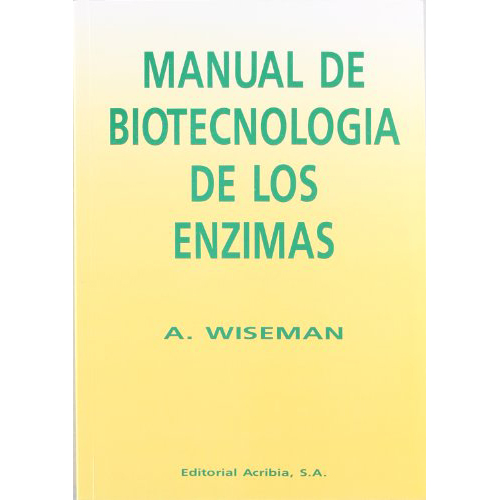 MANUAL DE
BIOTECNOLOGIA
DE LOS
ENZIMAS
A. WISEMAN
Editorial Acribia, S.A.